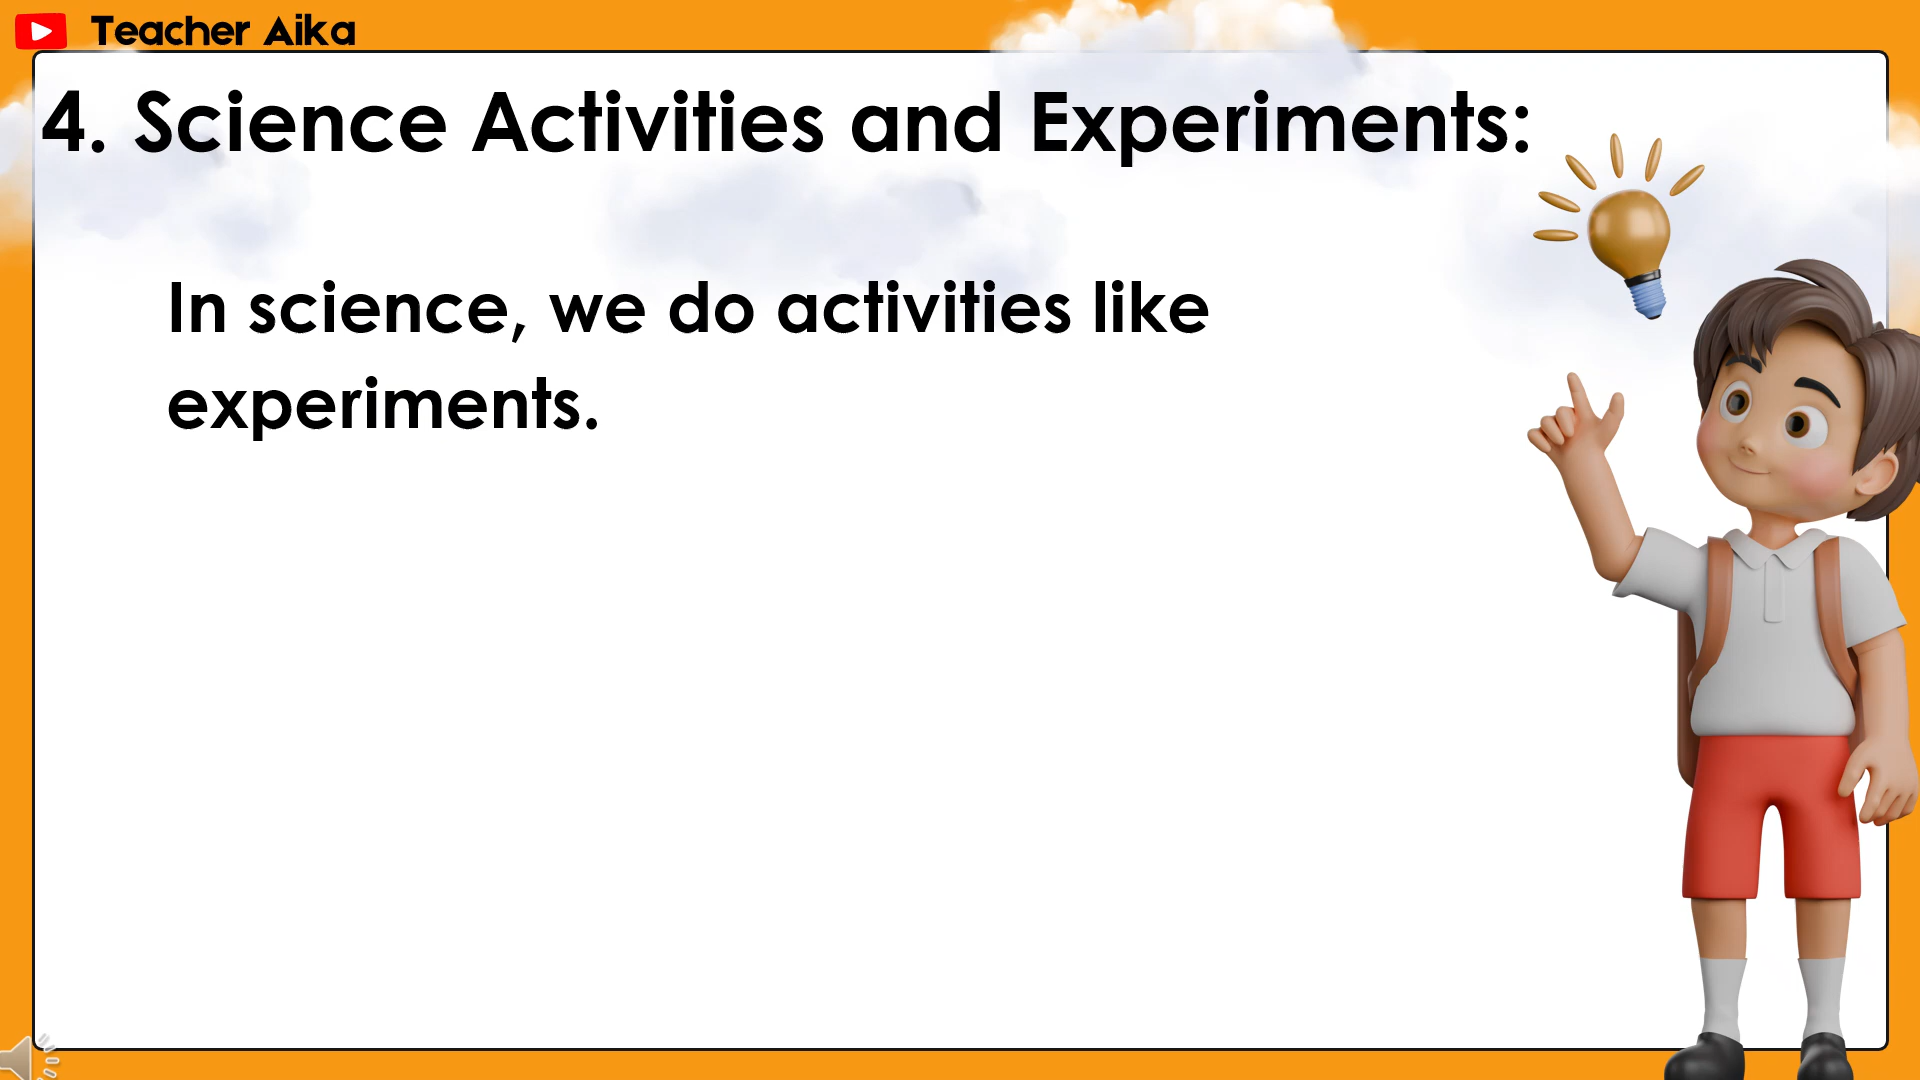 Teacher Aika
4. Science Activities and Experiments:
In science, we do activities like
experiments.